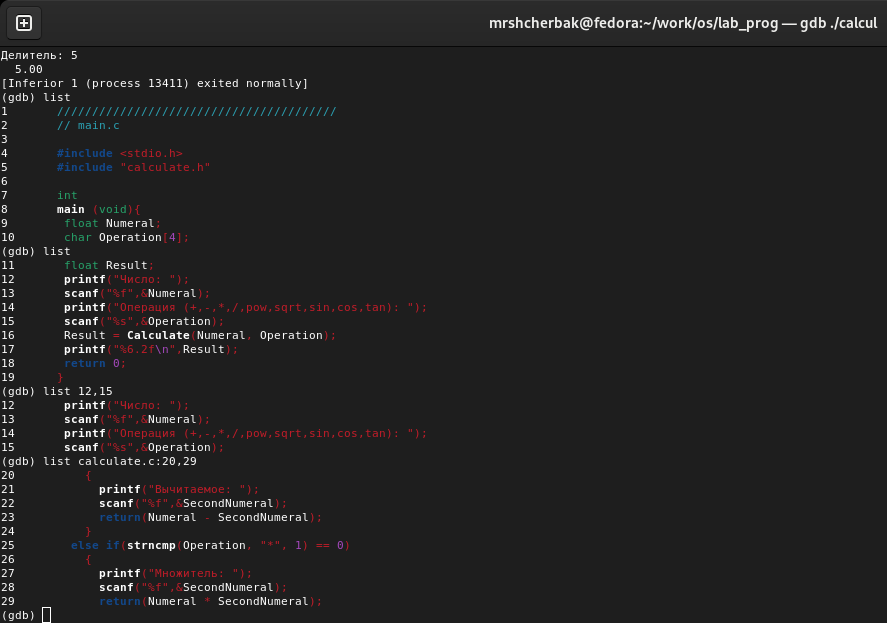 mrshcherbak@fedora:~/work/os/lab_prog — gdb ./calcul
Делитель: 5
  5.00
[Inferior 1 (process 13411) exited normally]
(gdb) list
1       ////////////////////////////////////////
2       // main.c
3
4       #include <stdio.h>
5       #include "calculate.h"
6
7       int
8       main (void){
9        float Numeral;
10       char Operation[4];
(gdb) list
11       float Result;
12       printf("Число: ");
13       scanf("%f",&Numeral);
14       printf("Операция (+,-,*,/,pow,sqrt,sin,cos,tan): ");
15       scanf("%s",&Operation);
16       Result = Calculate(Numeral, Operation);
17       printf("%6.2f\n",Result);
18       return 0;
19      }
(gdb) list 12,15
12       printf("Число: ");
13       scanf("%f",&Numeral);
14       printf("Операция (+,-,*,/,pow,sqrt,sin,cos,tan): ");
15       scanf("%s",&Operation);
(gdb) list calculate.c:20,29
20          {
21            printf("Вычитаемое: ");
22            scanf("%f",&SecondNumeral);
23            return(Numeral - SecondNumeral);
24          }
25        else if(strncmp(Operation, "*", 1) == 0)
26          {
27            printf("Множитель: ");
28            scanf("%f",&SecondNumeral);
29            return(Numeral * SecondNumeral);
(gdb)